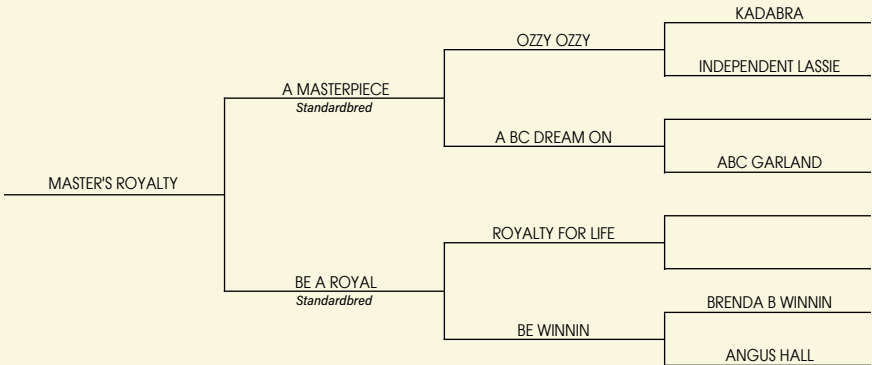 KADABRA
OZZY OZZY
INDEPENDENT LASSIE
A MASTERPIECE
Standardbred
A BC DREAM ON
ABC GARLAND
MASTER'S ROYALTY
ROYALTY FOR LIFE
BE A ROYAL
Standardbred
BRENDA B WINNIN
BE WINNIN
ANGUS HALL